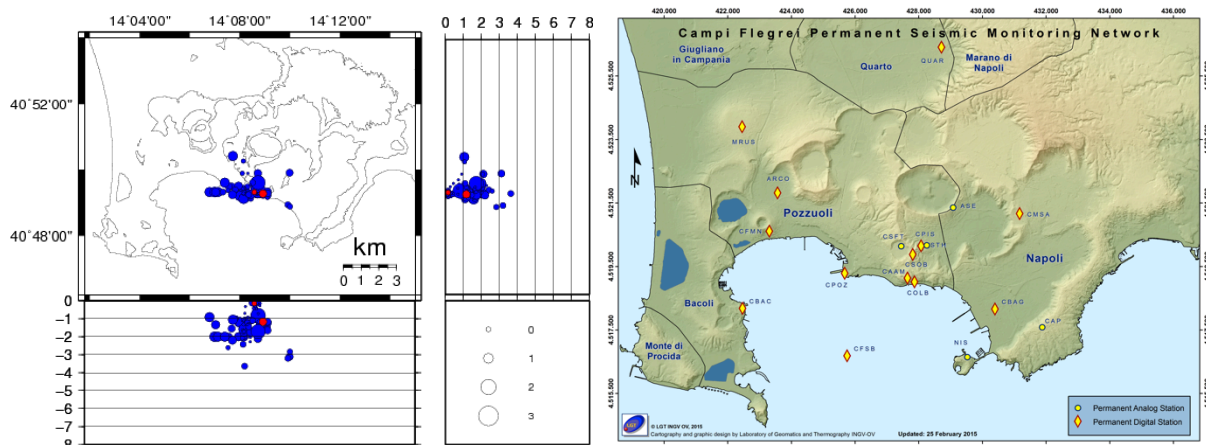 14°04'00" 14°08'00" 14°12'00"
40°52'00"
40°48'00"
km
0 1 2 3
0 1 2 3 4 5 6 7 8
0
-1
-2
-3
-4
-5
-6
-7
-8
0
1
2
3
420.000 422.000 424.000 426.000 428.000 430.000 432.000 434.000 436.000
Campi Flegrei Permanent Seismic Monitoring Network
Giugliano
in Campania
Quarto
Marano di
Napoli
QUAR
4.525.500
MRUS
4.523.500
N
ARCO
Pozzuoli
ASE
CMSA
4.521.500
CFMN
CSFT
CPIS
STH
CSOB
Napoli
4.519.500
CAAM
COLB
CPOZ
Bacoli
CBAC
CBAG
4.517.500
CAP
Monte di
Procida
CFSB
NIS
4.515.500
Permanent Analog Station
Permanent Digital Station
LGT
© LGT INGV OV, 2015
Cartography and graphic design by Laboratory of Geomatics and Thermography INGV-OV
Updated: 25 February 2015